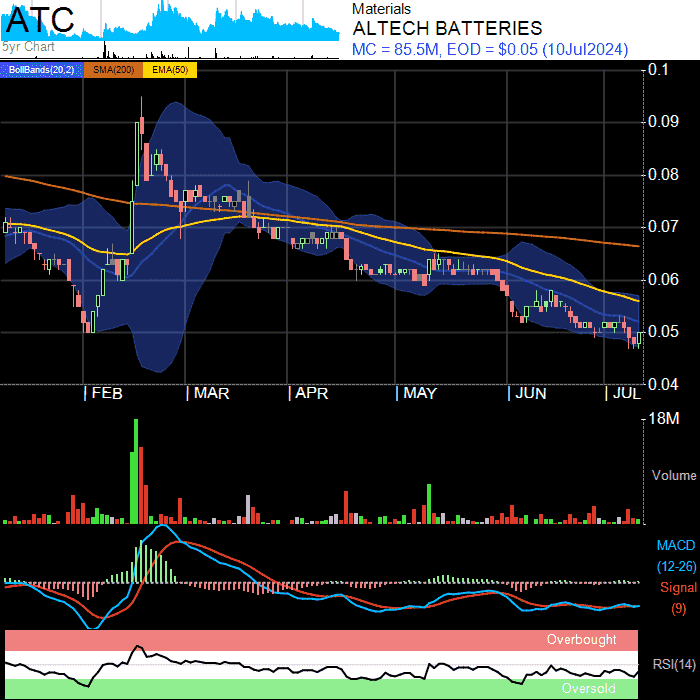 ATC
5yr Chart
Materials
ALTECH BATTERIES
MC = 85.5M, EOD = $0.05 (10Jul2024)
BollBands(20,2) SMA(200) EMA(50)
0.1
0.09
0.08
0.07
0.06
0.05
0.04
| FEB | MAR | APR | MAY | JUN | JUL
18M
Volume
MACD
(12-26)
Signal
(9)
Overbought
RSI(14)
Oversold